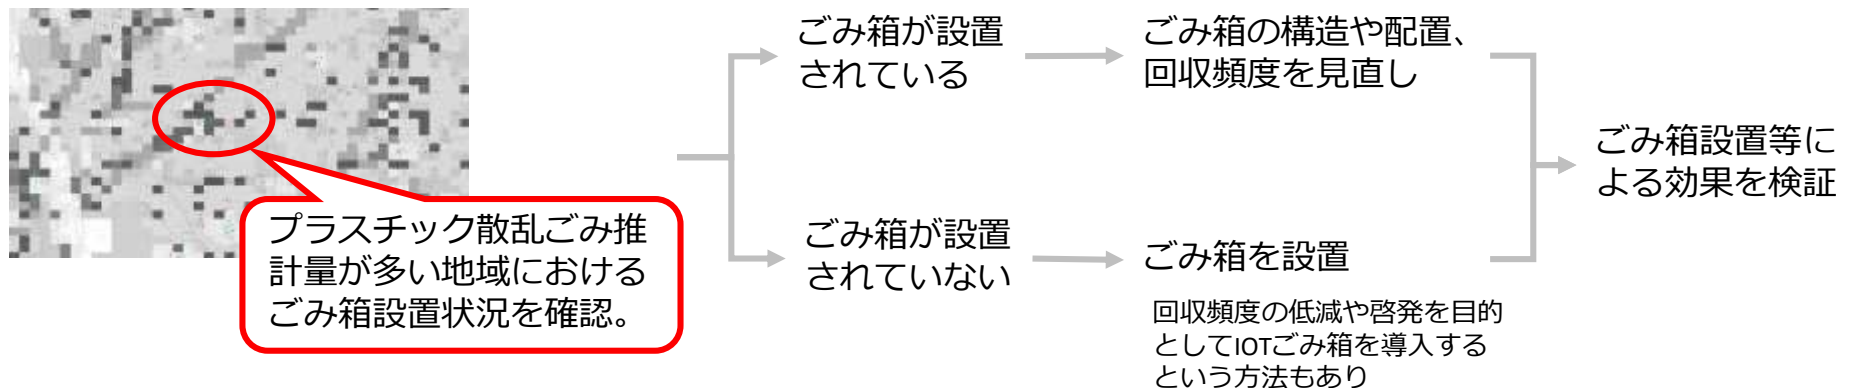 プラスチック散乱ごみ推
計量が多い地域における
ごみ箱設置状況を確認。
ごみ箱が設置
されている
ごみ箱の構造や配置、
回収頻度を見直し
ごみ箱が設置
されていない
ごみ箱を設置
回収頻度の低減や啓発を目的
としてIOTごみ箱を導入する
という方法もあり
ごみ箱設置等に
よる効果を検証